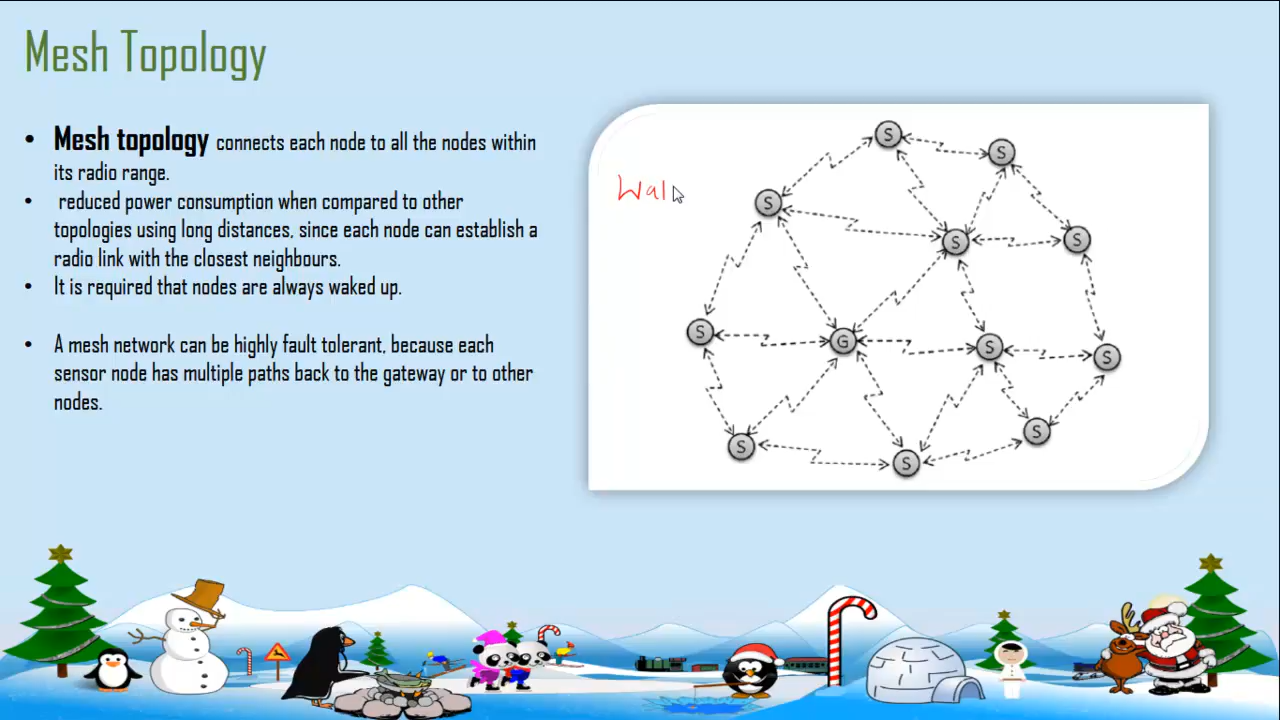 Mesh Topology
• Mesh topology connects each node to all the nodes within
its radio range.
• reduced power consumption when compared to other
topologies using long distances, since each node can establish a
radio link with the closest neighbours.
• It is required that nodes are always waked up.
• A mesh network can be highly fault tolerant, because each
sensor node has multiple paths back to the gateway or to other
nodes.
Wal
S
S
S
S
S
S
G
S
S
S
S
S